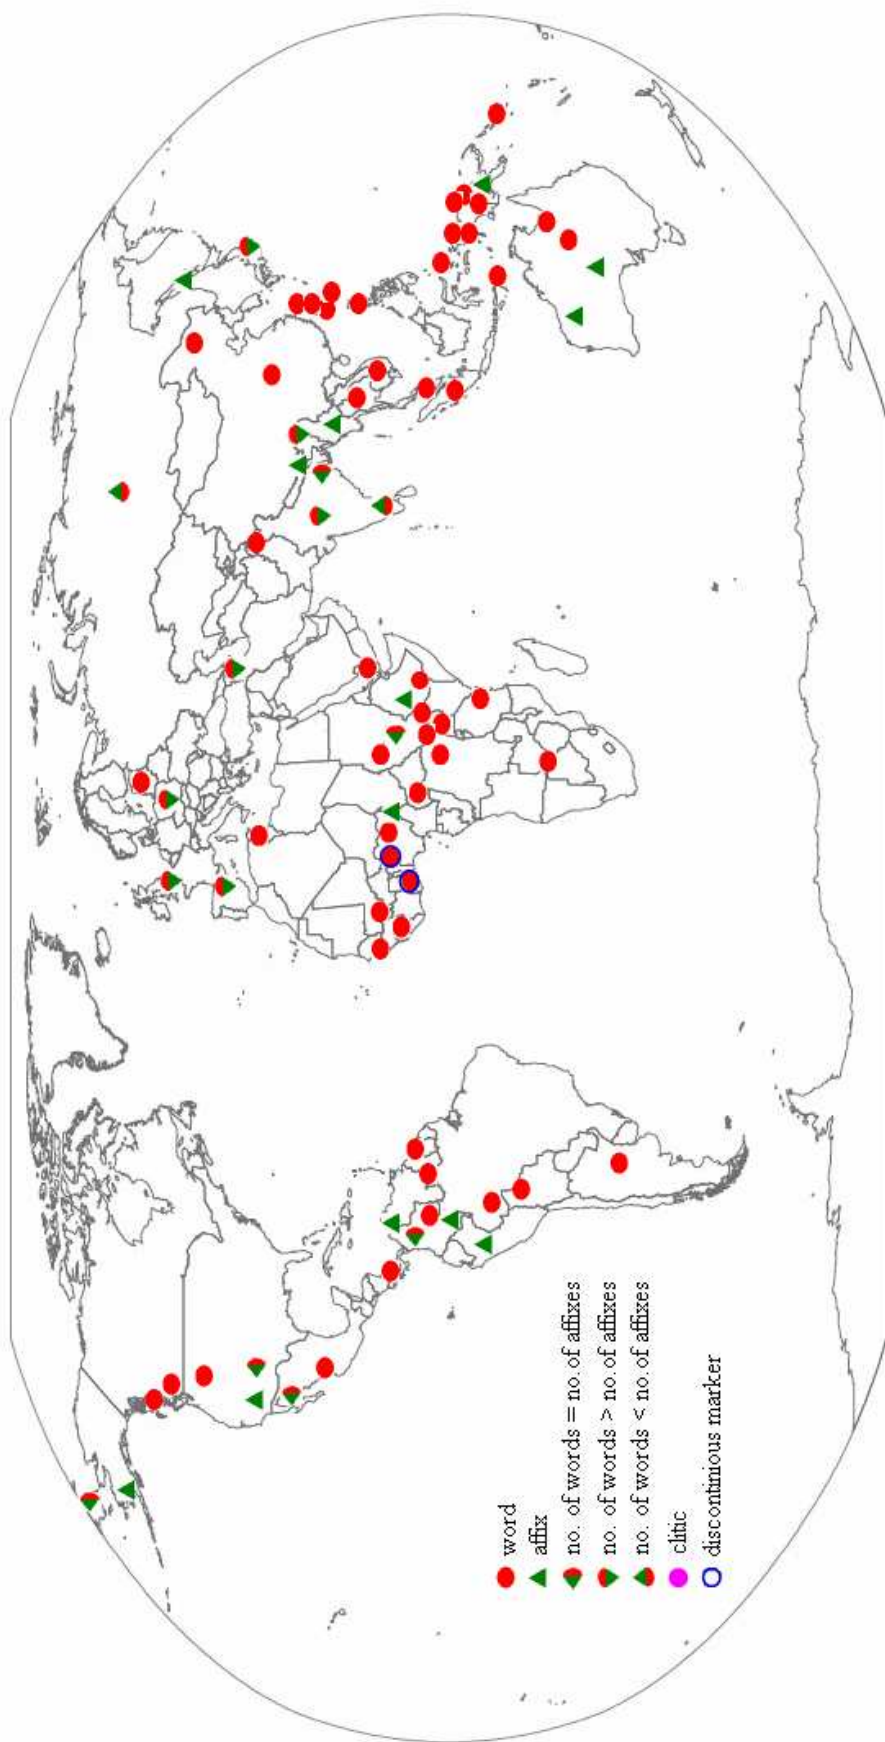 word
affix
no. of words = no. of affixes
no. of words > no. of affixes
no. of words < no. of affixes
clitic
discontinious marker